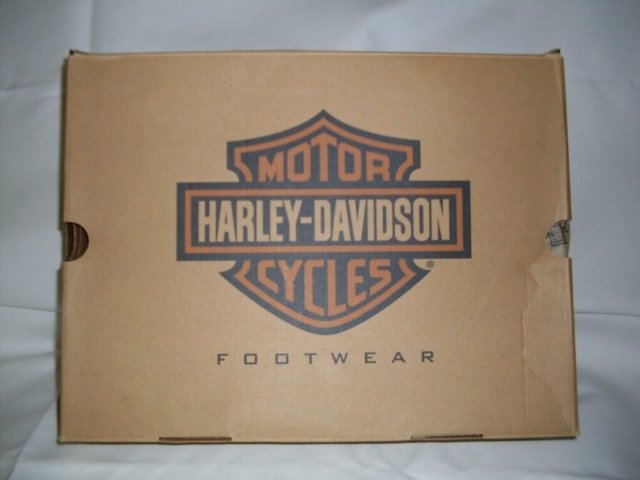 MOTOR
HARLEY-DAVIDSON
CYCLES
®
FOOTWEAR